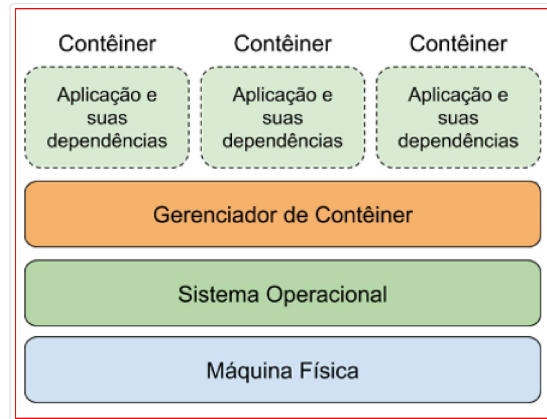 Contêiner Contêiner Contêiner
Aplicação e
suas
dependências
Aplicação e
suas
dependências
Aplicação e
suas
dependências
Gerenciador de Contêiner
Sistema Operacional
Máquina Física